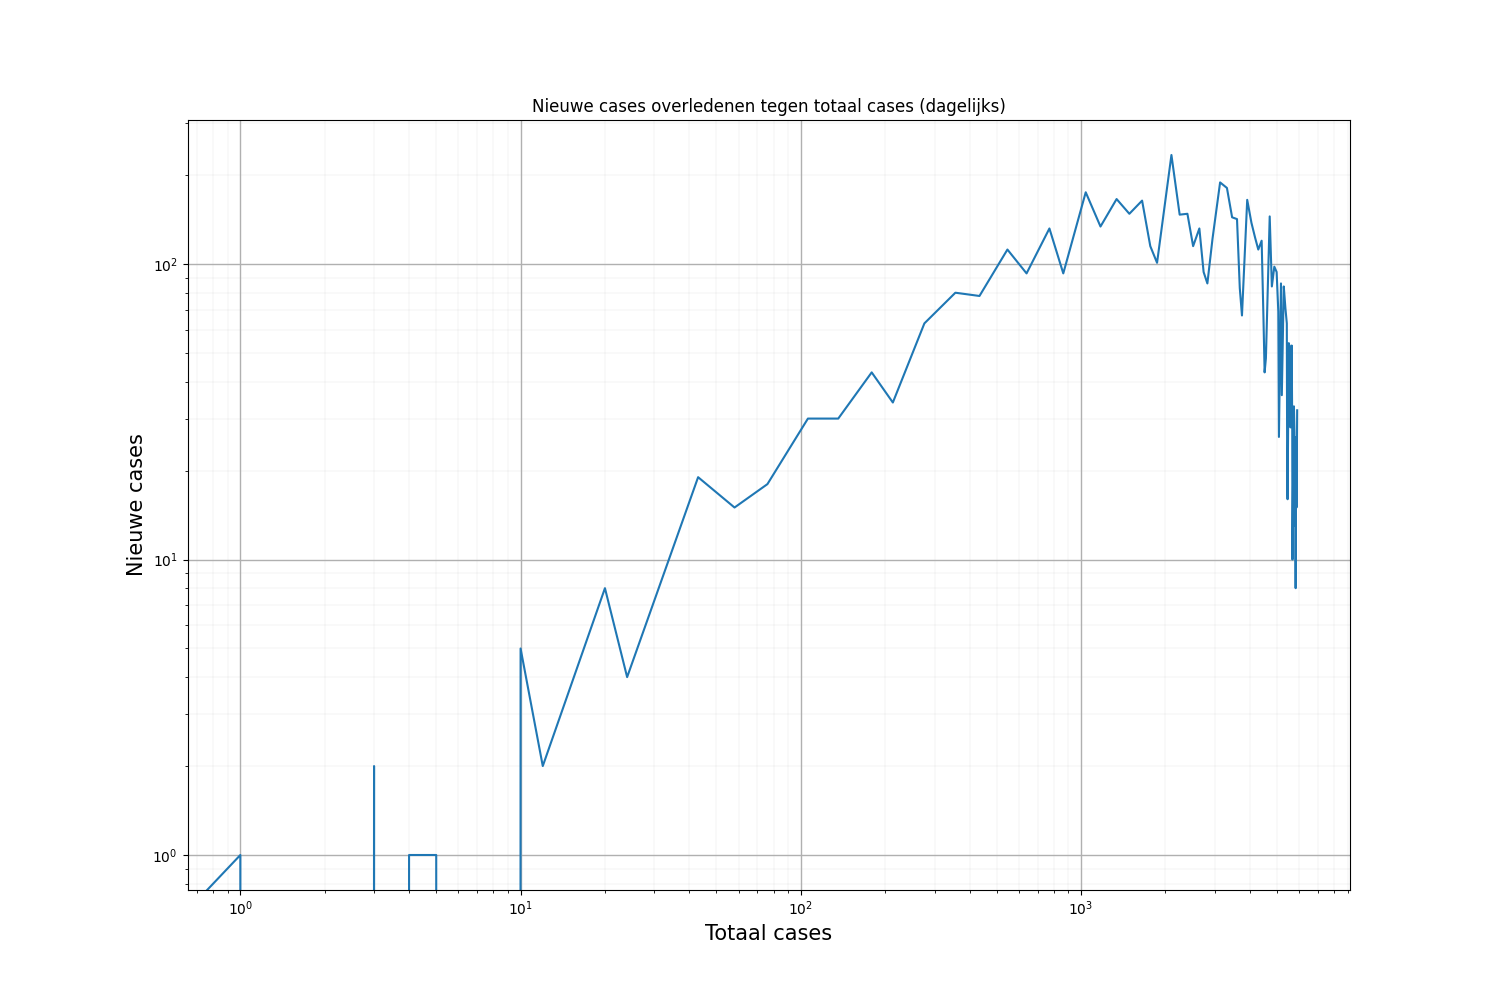 Nieuwe cases overledenen tegen totaal cases (dagelijks)
10²
10¹
10⁰
Nieuwe cases
10⁰ 10¹ 10² 10³
Totaal cases